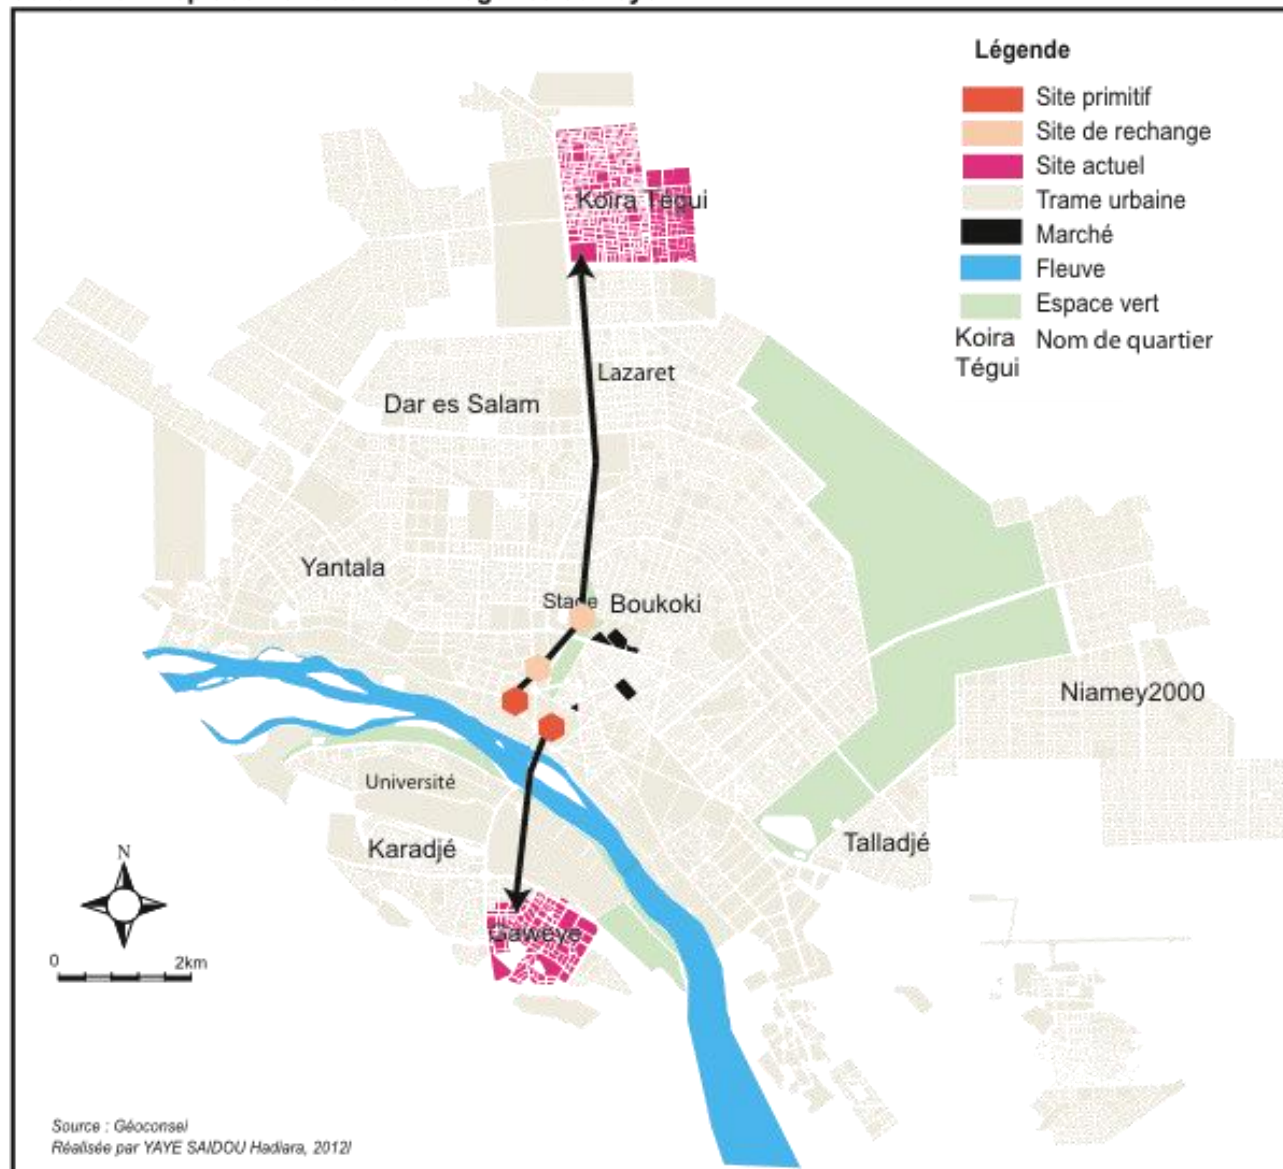 Légende
Site primitif
Site de rechange
Site actuel
Trame urbaine
Marché
Fleuve
Espace vert
Koira
Tégui
Nom de quartier
Koira Tégui
Lazaret
Dar es Salam
Yantala
Stade
Boukoki
Niamey2000
Université
Karadjé
Talladjé
Gaweye
N
0
2km
Source : Géoconsel
Réalisée par YAYE SAIDOU Hadiara, 2012/